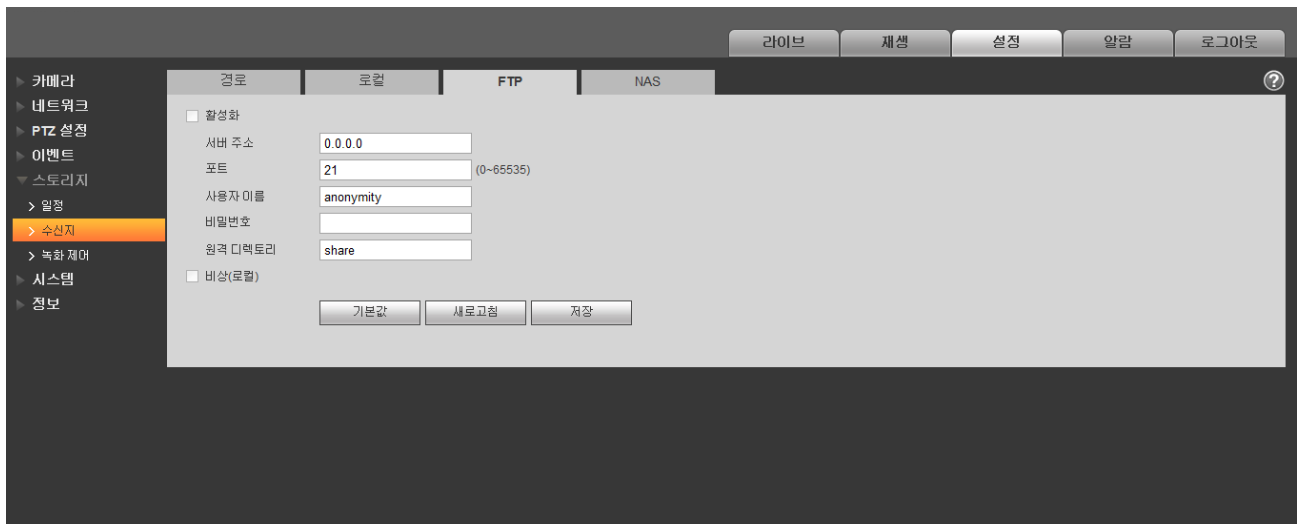 라이브 재생 설정 알람 로그아웃
카메라
네트워크
PTZ 설정
이벤트
스토리지
> 일정
> 수신지
> 녹화 제어
시스템
정보
경로 로컬 FTP NAS
?
활성화
서버 주소 0.0.0.0
포트 21 (0~65535)
사용자 이름 anonymity
비밀번호
원격 디렉토리 share
비상(로컬)
기본값 새로고침 저장